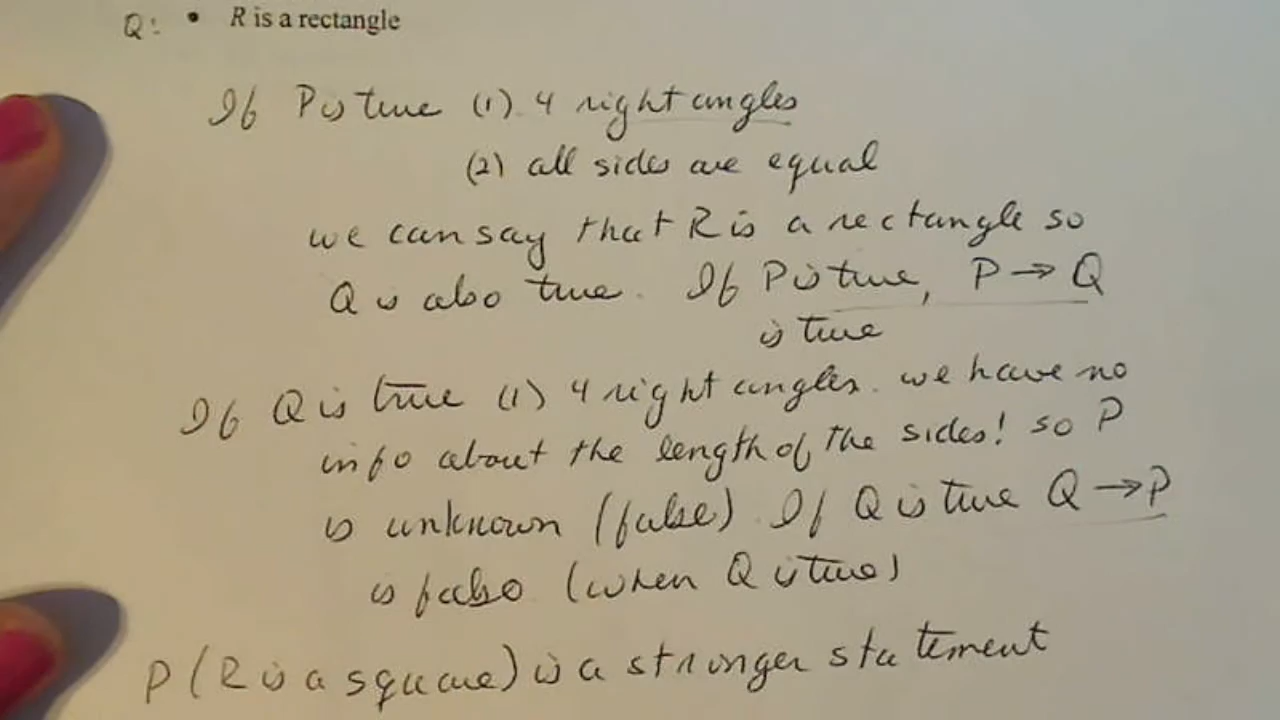 Q: • R is a rectangle
If P is true (1) 4 right angles
(2) all sides are equal
we can say that R is a rectangle so
Q is also true. If P is true, P → Q
is true
If Q is true (1) 4 right angles. we have no
info about the length of the sides! so P
is unknown (false). If Q is true Q → P
is false (when Q is true)
P (R is a square) is a stronger statement